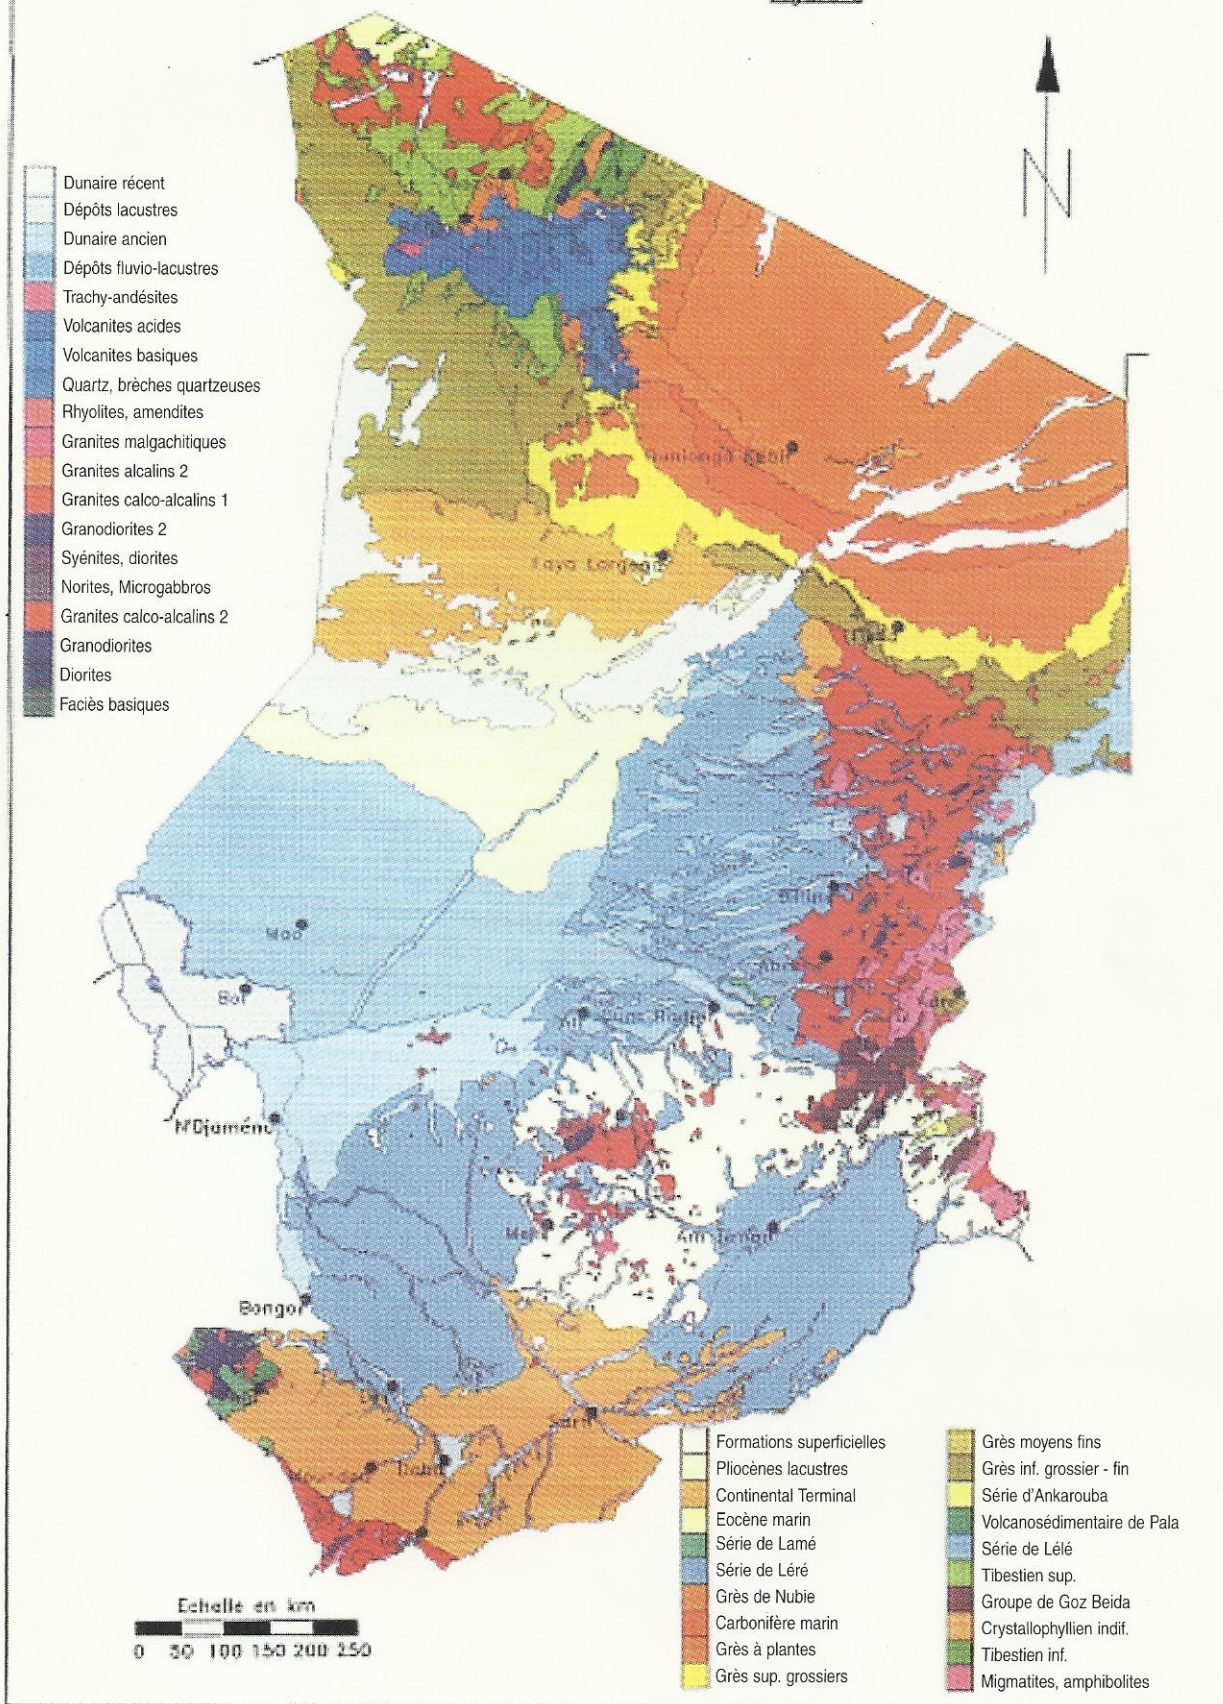 N
Dunaire récent
Dépôts lacustres
Dunaire ancien
Dépôts fluvio-lacustres
Trachy-andésites
Volcanites acides
Volcanites basiques
Quartz, brèches quartzeuses
Rhyolites, amendites
Granites malgachitiques
Granites alcalins 2
Granites calco-alcalins 1
Granodiorites 2
Syénites, diorites
Norites, Microgabbros
Granites calco-alcalins 2
Granodiorites
Diorites
Faciès basiques
Faya Largeau
Mao
Bol
N'Djaména
Am Timan
Bongor
Sarh
Formations superficielles
Pliocènes lacustres
Continental Terminal
Eocène marin
Série de Lamé
Série de Léré
Grès de Nubie
Carbonifère marin
Grès à plantes
Grès sup. grossiers
Grès moyens fins
Grès inf. grossier - fin
Série d'Ankarouba
Volcanosédimentaire de Pala
Série de Lélé
Tibestien sup.
Groupe de Goz Beida
Crystallophyllien indif.
Tibestien inf.
Migmatites, amphibolites
Echelle en km
0 50 100 150 200 250